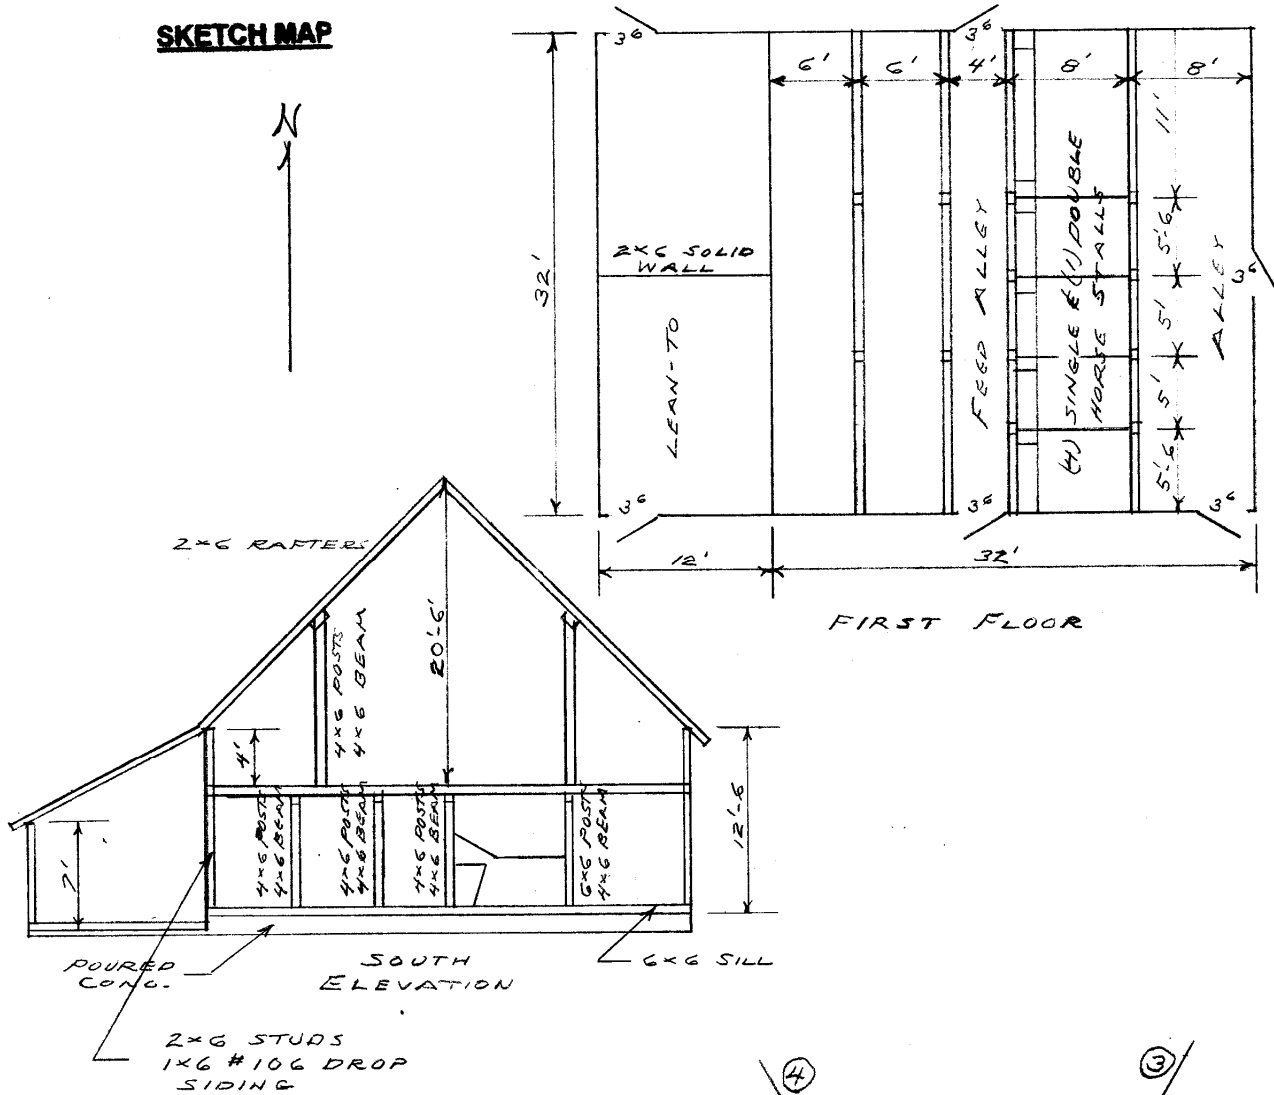 SKETCH MAP
N
3⁶
3⁶
6'
6'
4'
8'
8'
11'
5'-6
5'
5'
5'-6
32'
2×6 SOLID
WALL
LEAN-TO
FEED ALLEY
(4) SINGLE & (1) DOUBLE
HORSE STALLS
ALLEY
3⁶
3⁶
3⁶
3⁶
12'
32'
FIRST FLOOR
2×6 RAFTERS
4×6 POSTS
4×6 BEAM
20'-6'
4'
7'
4×6 POSTS
4×6 BEAM
4×6 POSTS
4×6 BEAM
4×6 POSTS
4×6 BEAM
6×6 POSTS
4×6 BEAM
12'-6
POURED
CONC.
SOUTH
ELEVATION
6×6 SILL
2×6 STUDS
1×6 #106 DROP
SIDING
4
3